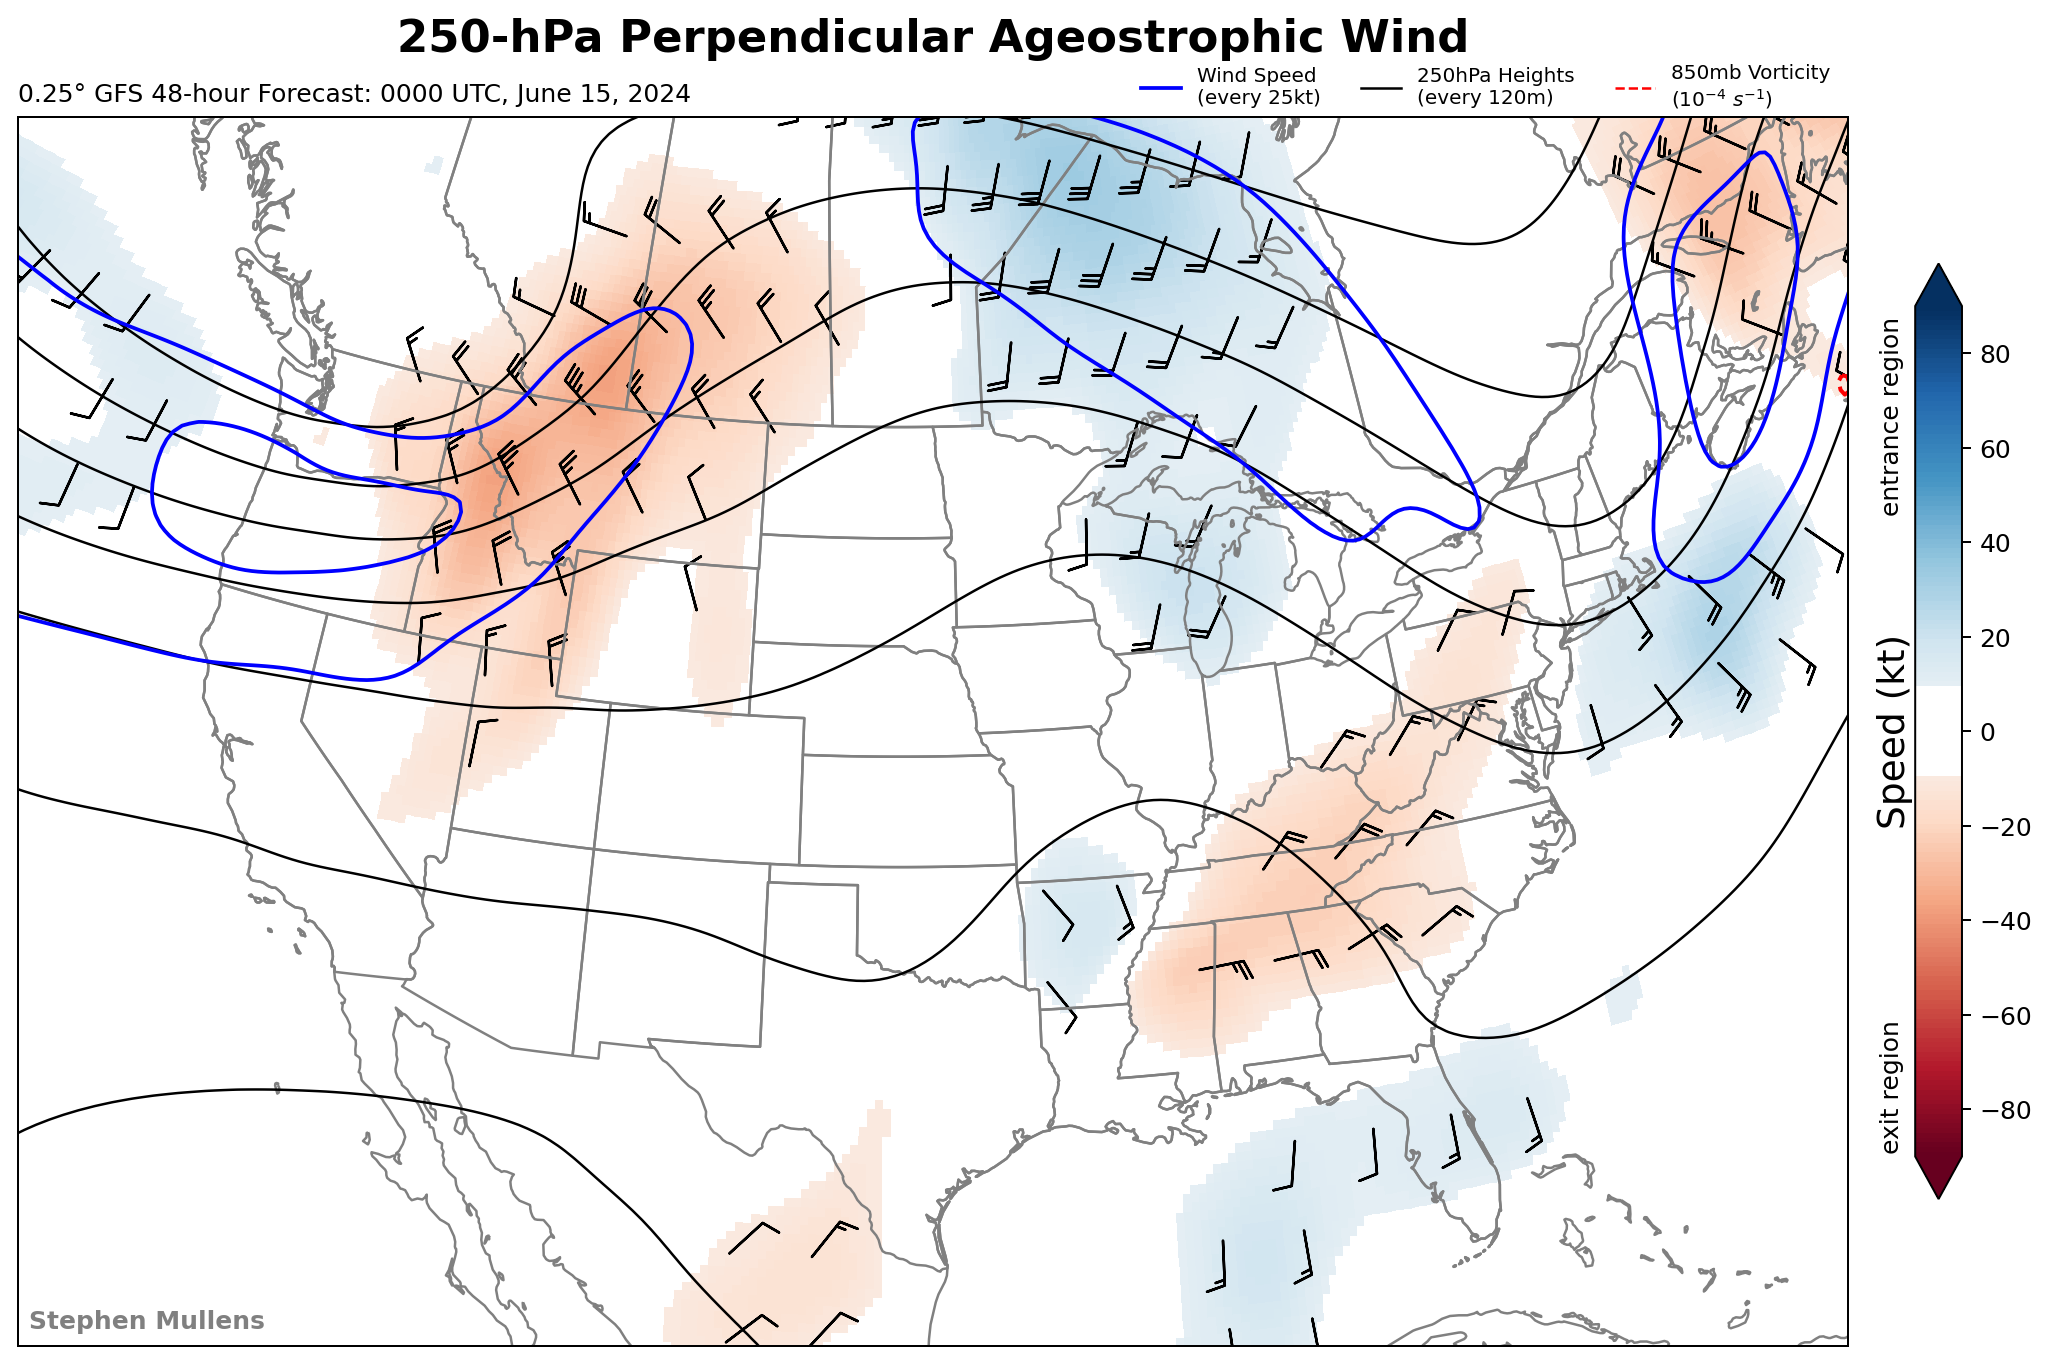 250-hPa Perpendicular Ageostrophic Wind
0.25° GFS 48-hour Forecast: 0000 UTC, June 15, 2024
Wind Speed
(every 25kt)
250hPa Heights
(every 120m)
850mb Vorticity
(10⁻⁴ s⁻¹)
entrance region
Speed (kt)
exit region
80
60
40
20
0
−20
−40
−60
−80
Stephen Mullens